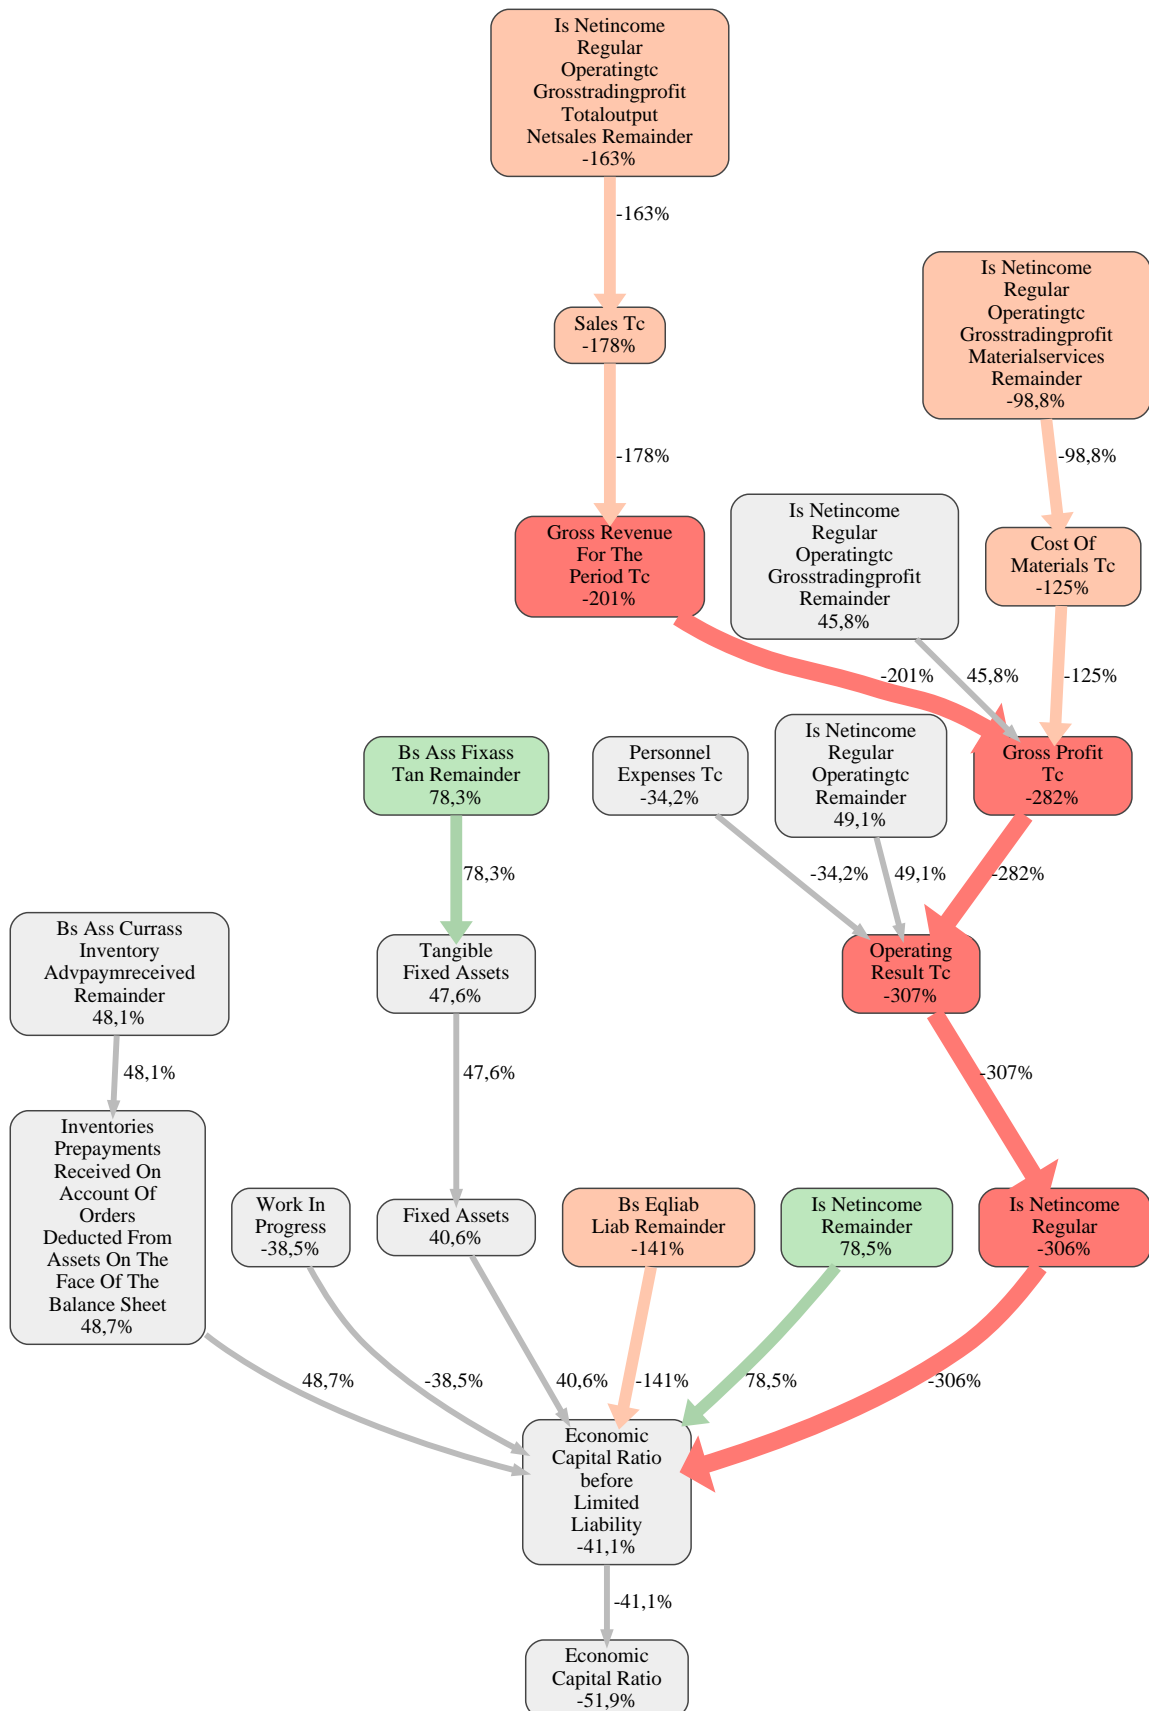 Is Netincome
Regular
Operatingtc
Grosstradingprofit
Totaloutput
Netsales Remainder
-163%
-163%
Sales Tc
-178%
Is Netincome
Regular
Operatingtc
Grosstradingprofit
Materialservices
Remainder
-98,8%
-178%
-98,8%
Gross Revenue
For The
Period Tc
-201%
Is Netincome
Regular
Operatingtc
Grosstradingprofit
Remainder
45,8%
Cost Of
Materials Tc
-125%
-201%
45,8%
-125%
Bs Ass Fixass
Tan Remainder
78,3%
Personnel
Expenses Tc
-34,2%
Is Netincome
Regular
Operatingtc
Remainder
49,1%
Gross Profit
Tc
-282%
78,3%
-34,2%
49,1%
-282%
Bs Ass Currass
Inventory
Advpaymreceived
Remainder
48,1%
Tangible
Fixed Assets
47,6%
Operating
Result Tc
-307%
48,1%
47,6%
-307%
Inventories
Prepayments
Received On
Account Of
Orders
Deducted From
Assets On The
Face Of The
Balance Sheet
48,7%
Work In
Progress
-38,5%
Fixed Assets
40,6%
Bs Eqliab
Liab Remainder
-141%
Is Netincome
Remainder
78,5%
Is Netincome
Regular
-306%
48,7%
-38,5%
40,6%
-141%
78,5%
-306%
Economic
Capital Ratio
before
Limited
Liability
-41,1%
-41,1%
Economic
Capital Ratio
-51,9%